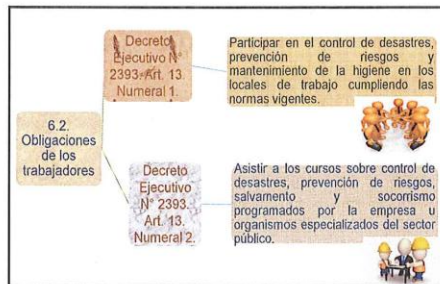 6.2.
Obligaciones
de los
trabajadores
Decreto
Ejecutivo N°
2393. Art. 13.
Numeral 1.
Participar en el control de desastres,
prevención de riesgos y
mantenimiento de la higiene en los
locales de trabajo cumpliendo las
normas vigentes.
Decreto
Ejecutivo
N° 2393.
Art. 13.
Numeral 2.
Asistir a los cursos sobre control de
desastres, prevención de riesgos,
salvamento y socorrismo
programados por la empresa u
organismos especializados del sector
público.